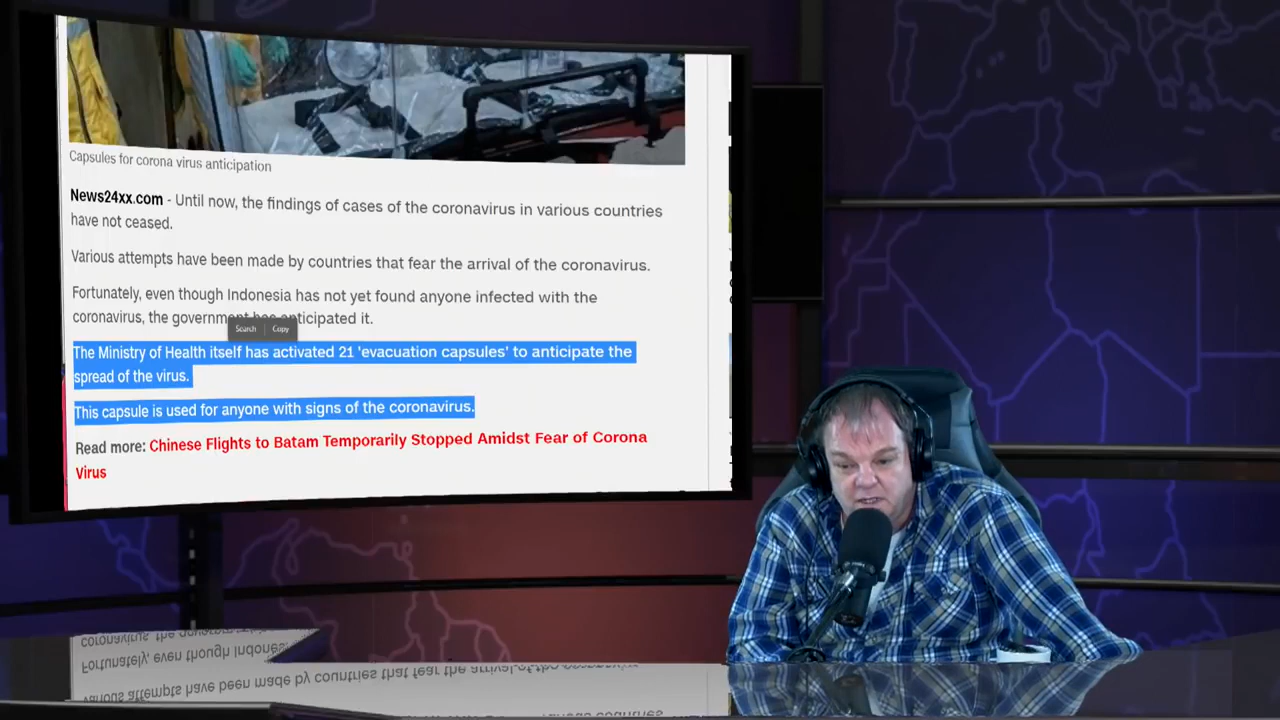 Capsules for corona virus anticipation
News24xx.com - Until now, the findings of cases of the coronavirus in various countries
have not ceased.
Various attempts have been made by countries that fear the arrival of the coronavirus.
Fortunately, even though Indonesia has not yet found anyone infected with the
coronavirus, the government has anticipated it.
Search Copy
The Ministry of Health itself has activated 21 'evacuation capsules' to anticipate the
spread of the virus.
This capsule is used for anyone with signs of the coronavirus.
Read more: Chinese Flights to Batam Temporarily Stopped Amidst Fear of Corona
Virus